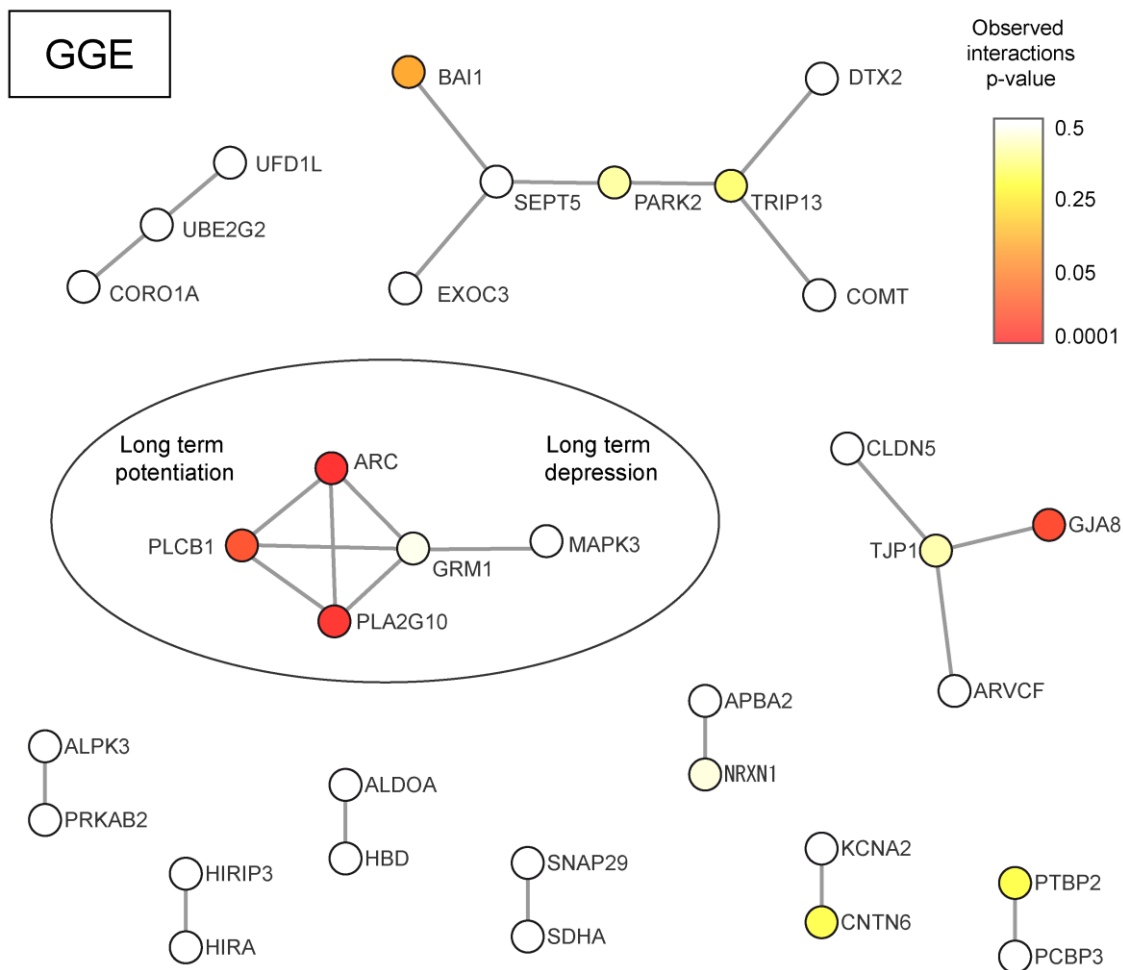 GGE
Observed
interactions
p-value
0.5
0.25
0.05
0.0001
BAI1
DTX2
UFD1L
SEPT5
PARK2
TRIP13
UBE2G2
CORO1A
EXOC3
COMT
Long term
potentiation
Long term
depression
ARC
PLCB1
GRM1
MAPK3
PLA2G10
CLDN5
GJA8
TJP1
ARVCF
APBA2
NRXN1
ALPK3
PRKAB2
ALDOA
HBD
HIRIP3
HIRA
SNAP29
SDHA
KCNA2
CNTN6
PTBP2
PCBP3